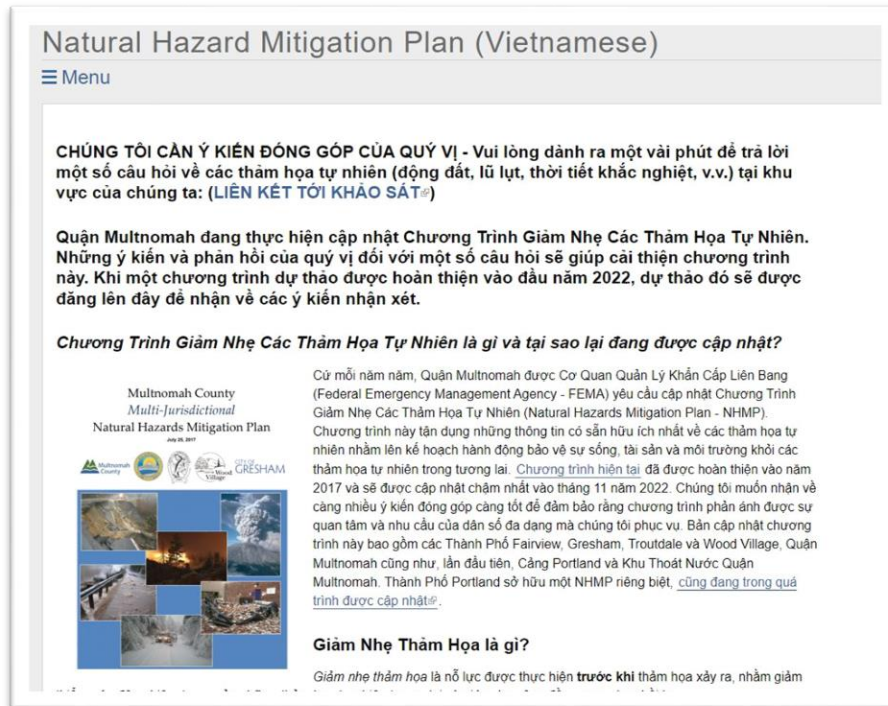 Natural Hazard Mitigation Plan (Vietnamese)
☰ Menu
CHÚNG TÔI CẦN Ý KIẾN ĐÓNG GÓP CỦA QUÝ VỊ - Vui lòng dành ra một vài phút để trả lời
một số câu hỏi về các thảm họa tự nhiên (động đất, lũ lụt, thời tiết khắc nghiệt, v.v.) tại khu
vực của chúng ta: (LIÊN KẾT TỚI KHẢO SÁT)
Quận Multnomah đang thực hiện cập nhật Chương Trình Giảm Nhẹ Các Thảm Họa Tự Nhiên.
Những ý kiến và phản hồi của quý vị đối với một số câu hỏi sẽ giúp cải thiện chương trình
này. Khi một chương trình dự thảo được hoàn thiện vào đầu năm 2022, dự thảo đó sẽ được
đăng lên đây để nhận về các ý kiến nhận xét.
Chương Trình Giảm Nhẹ Các Thảm Họa Tự Nhiên là gì và tại sao lại đang được cập nhật?
Multnomah County
Multi-Jurisdictional
Natural Hazards Mitigation Plan
July 25, 2017
Multnomah
County
Wood
Village
CITY OF
GRESHAM
Cứ mỗi năm năm, Quận Multnomah được Cơ Quan Quản Lý Khẩn Cấp Liên Bang
(Federal Emergency Management Agency - FEMA) yêu cầu cập nhật Chương Trình
Giảm Nhẹ Các Thảm Họa Tự Nhiên (Natural Hazards Mitigation Plan - NHMP).
Chương trình này tận dụng những thông tin có sẵn hữu ích nhất về các thảm họa tự
nhiên nhằm lên kế hoạch hành động bảo vệ sự sống, tài sản và môi trường khỏi các
thảm họa tự nhiên trong tương lai. Chương trình hiện tại đã được hoàn thiện vào năm
2017 và sẽ được cập nhật chậm nhất vào tháng 11 năm 2022. Chúng tôi muốn nhận về
càng nhiều ý kiến đóng góp càng tốt để đảm bảo rằng chương trình phản ánh được sự
quan tâm và nhu cầu của dân số đa dạng mà chúng tôi phục vụ. Bản cập nhật chương
trình này bao gồm các Thành Phố Fairview, Gresham, Troutdale và Wood Village, Quận
Multnomah cũng như, lần đầu tiên, Cảng Portland và Khu Thoát Nước Quận
Multnomah. Thành Phố Portland sở hữu một NHMP riêng biệt, cũng đang trong quá
trình được cập nhật.
Giảm Nhẹ Thảm Họa là gì?
Giảm nhẹ thảm họa là nỗ lực được thực hiện trước khi thảm họa xảy ra, nhằm giảm